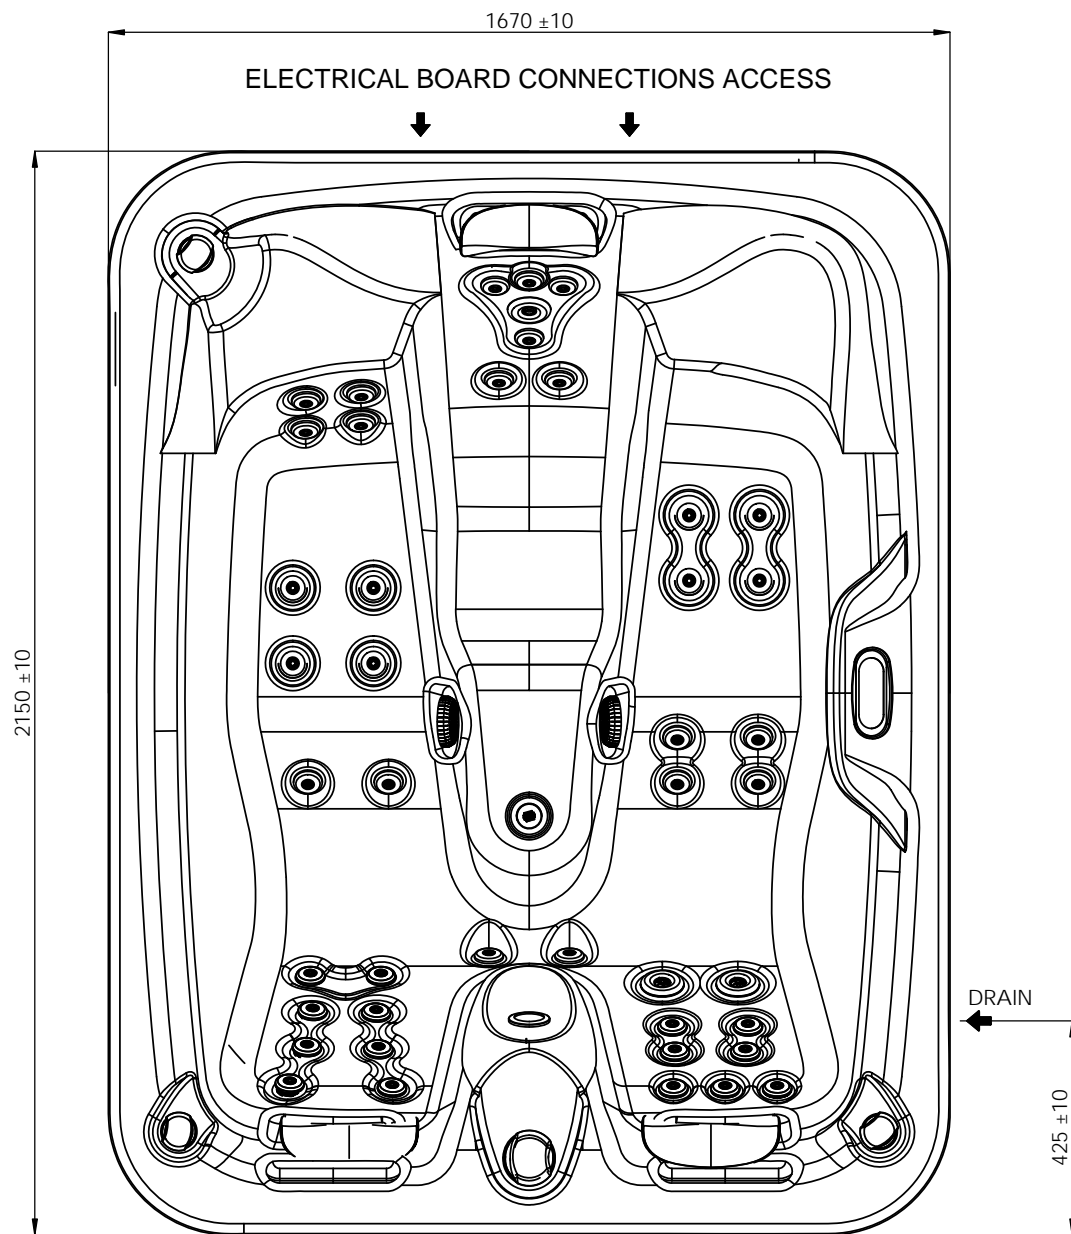 1670 ±10
ELECTRICAL BOARD CONNECTIONS ACCESS
2150 ±10
DRAIN
425 ±10